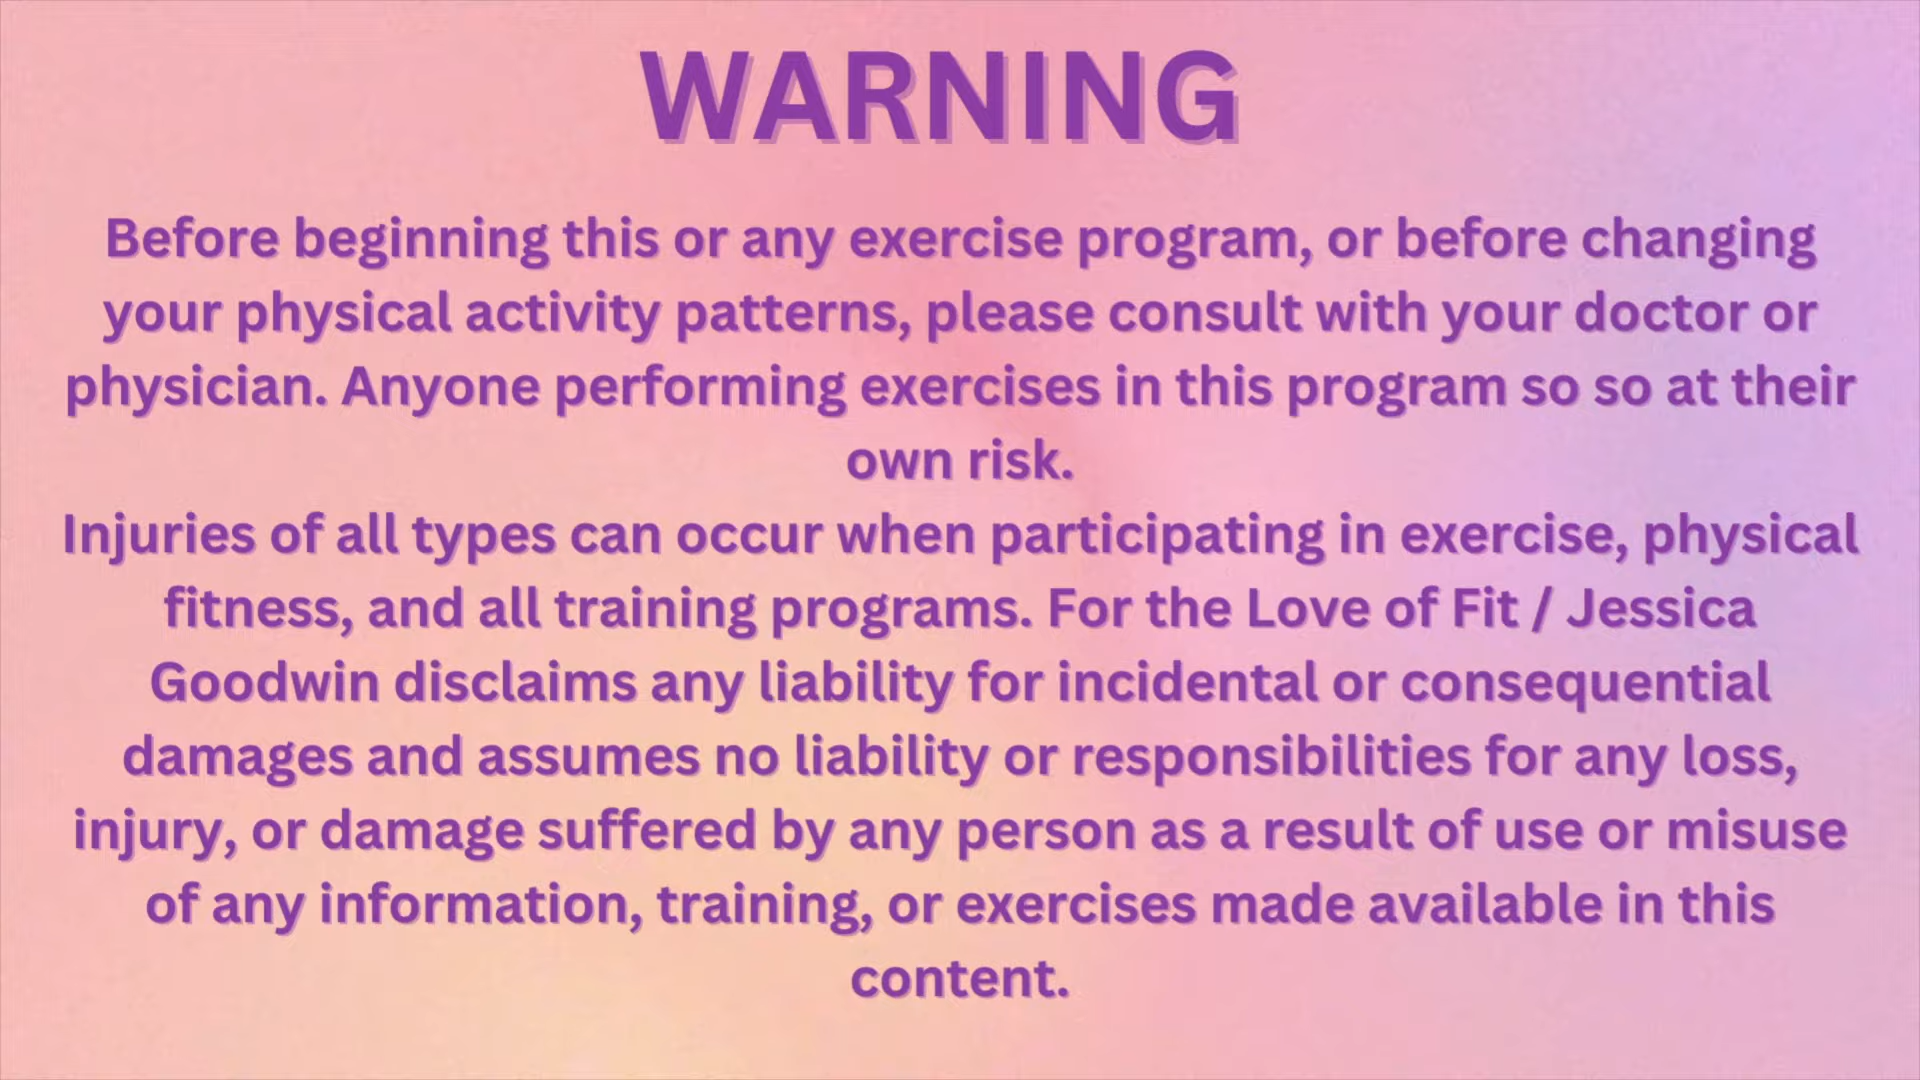 WARNING
Before beginning this or any exercise program, or before changing
your physical activity patterns, please consult with your doctor or
physician. Anyone performing exercises in this program so so at their
own risk.
Injuries of all types can occur when participating in exercise, physical
fitness, and all training programs. For the Love of Fit / Jessica
Goodwin disclaims any liability for incidental or consequential
damages and assumes no liability or responsibilities for any loss,
injury, or damage suffered by any person as a result of use or misuse
of any information, training, or exercises made available in this
content.